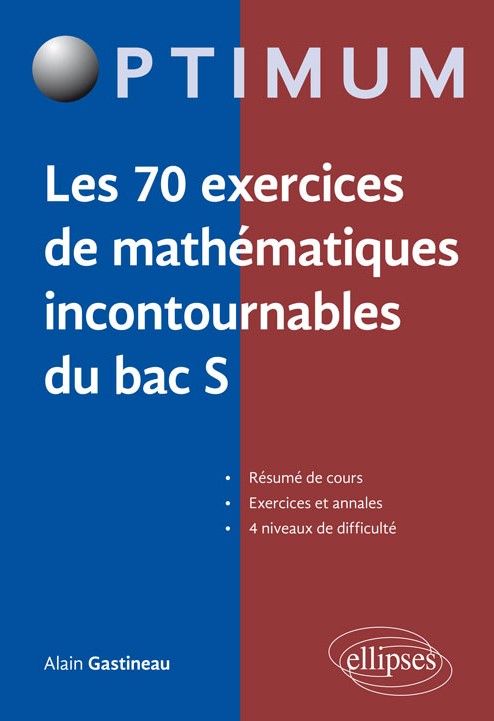 OPTIMUM
Les 70 exercices
de mathématiques
incontournables
du bac S
• Résumé de cours
• Exercices et annales
• 4 niveaux de difficulté
Alain Gastineau
ellipses